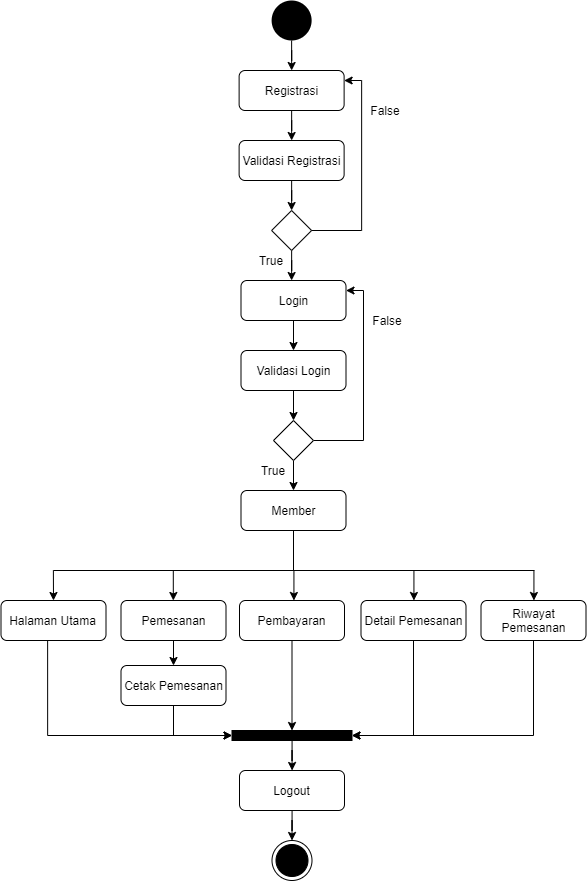 Registrasi
False
Validasi Registrasi
True
Login
False
Validasi Login
True
Member
Halaman Utama
Pemesanan
Pembayaran
Detail Pemesanan
Riwayat
Pemesanan
Cetak Pemesanan
Logout